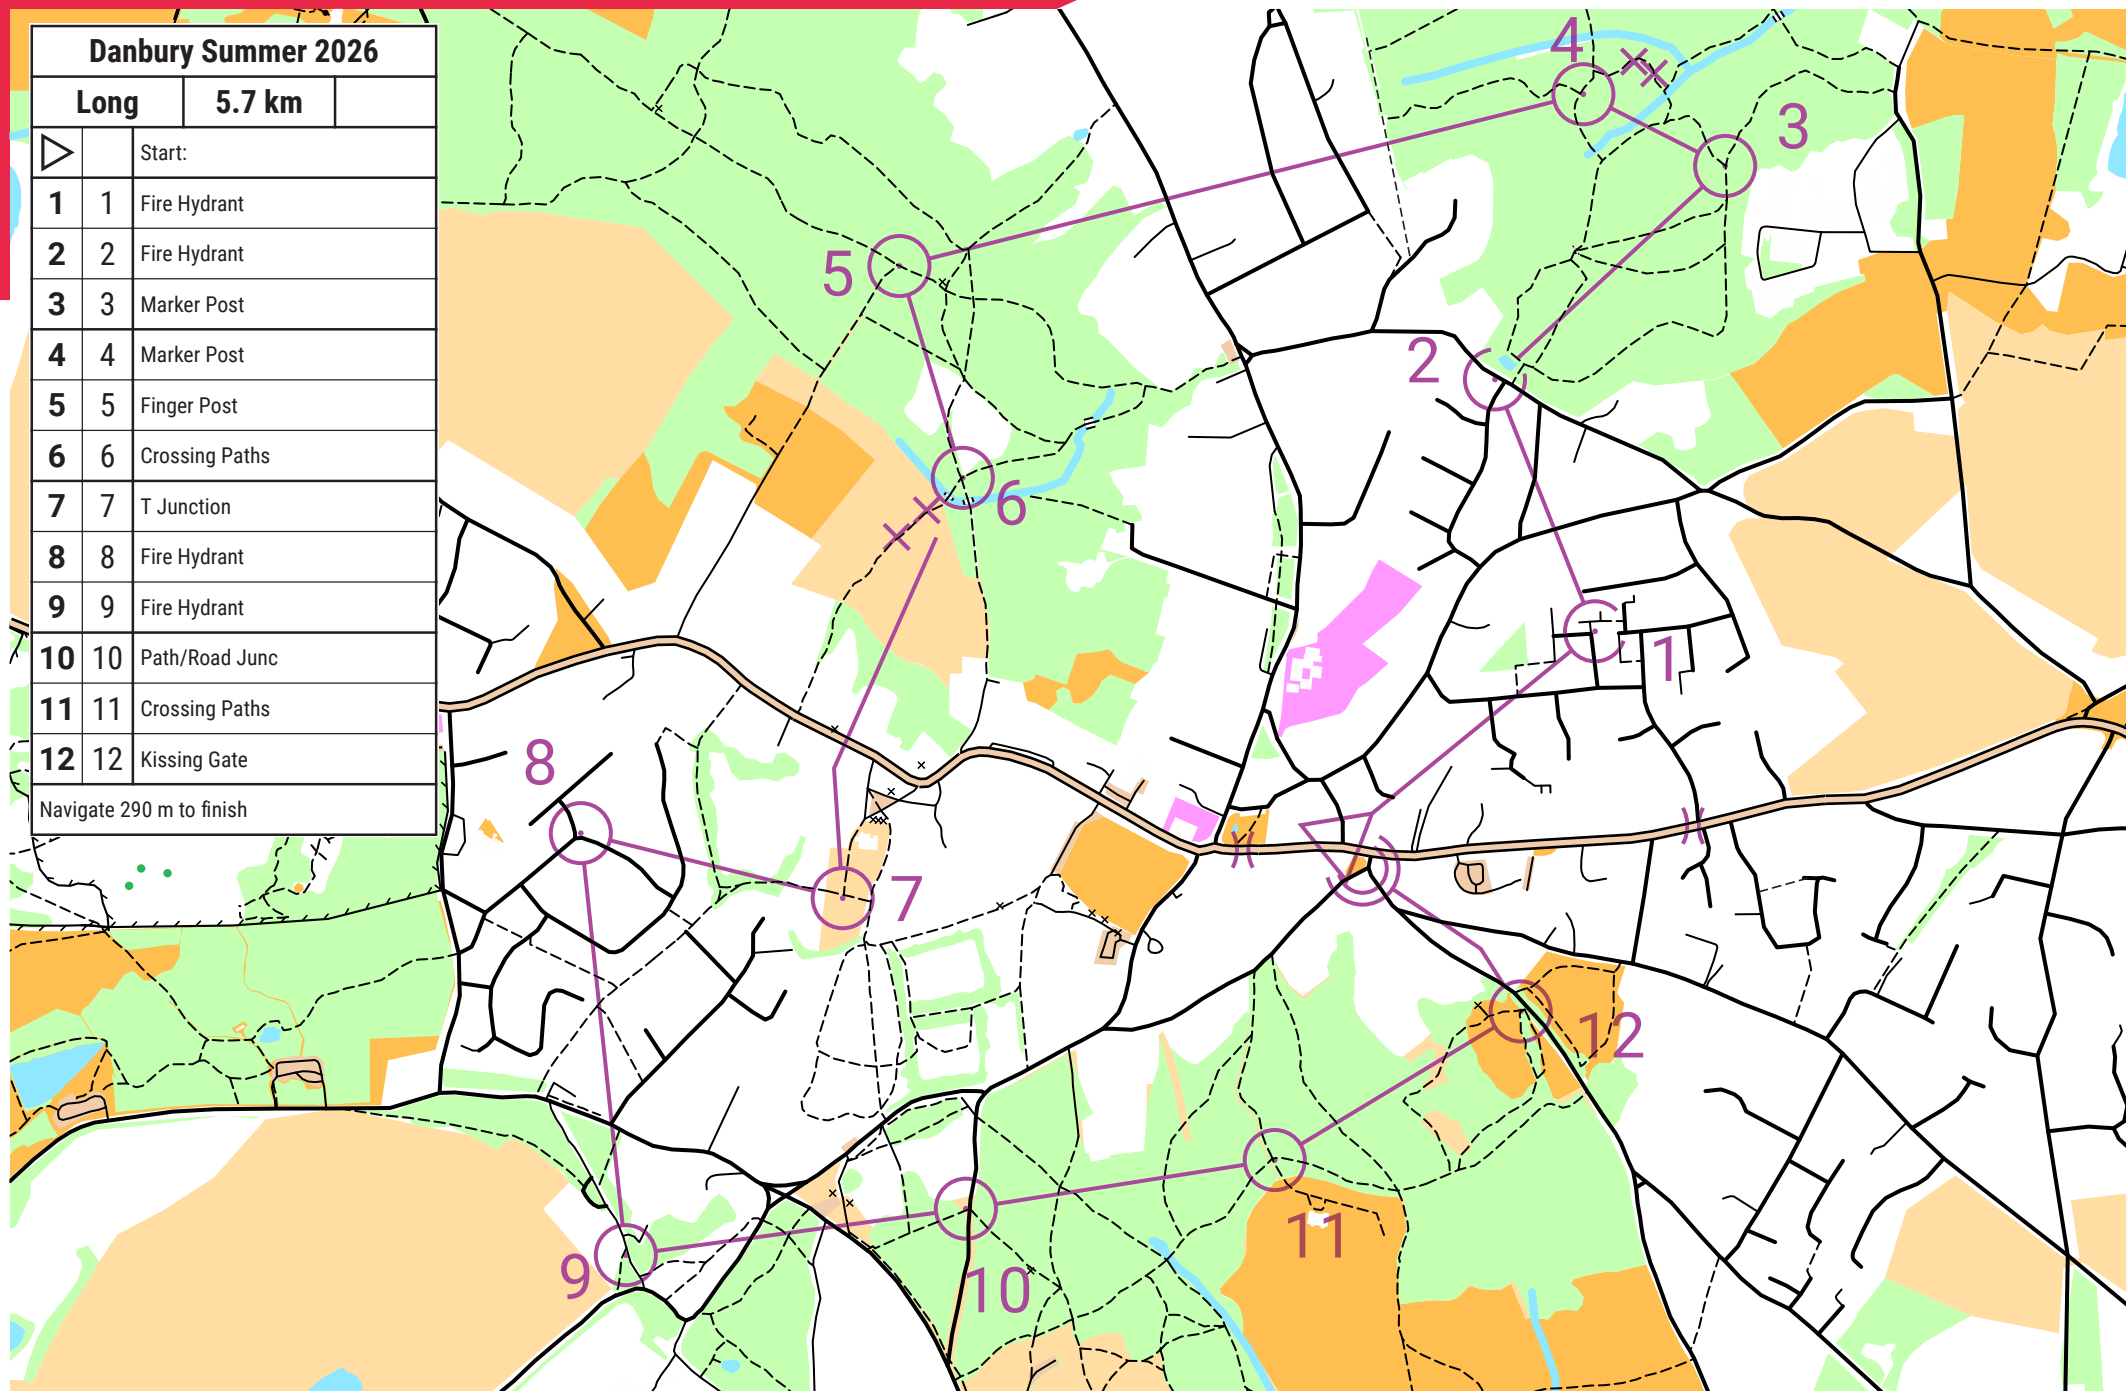 Danbury Summer 2026
Long 5.7 km
Start:
1 1 Fire Hydrant
2 2 Fire Hydrant
3 3 Marker Post
4 4 Marker Post
5 5 Finger Post
6 6 Crossing Paths
7 7 T Junction
8 8 Fire Hydrant
9 9 Fire Hydrant
10 10 Path/Road Junc
11 11 Crossing Paths
12 12 Kissing Gate
Navigate 290 m to finish
4
3
5
2
6
1
8
7
12
11
9
10